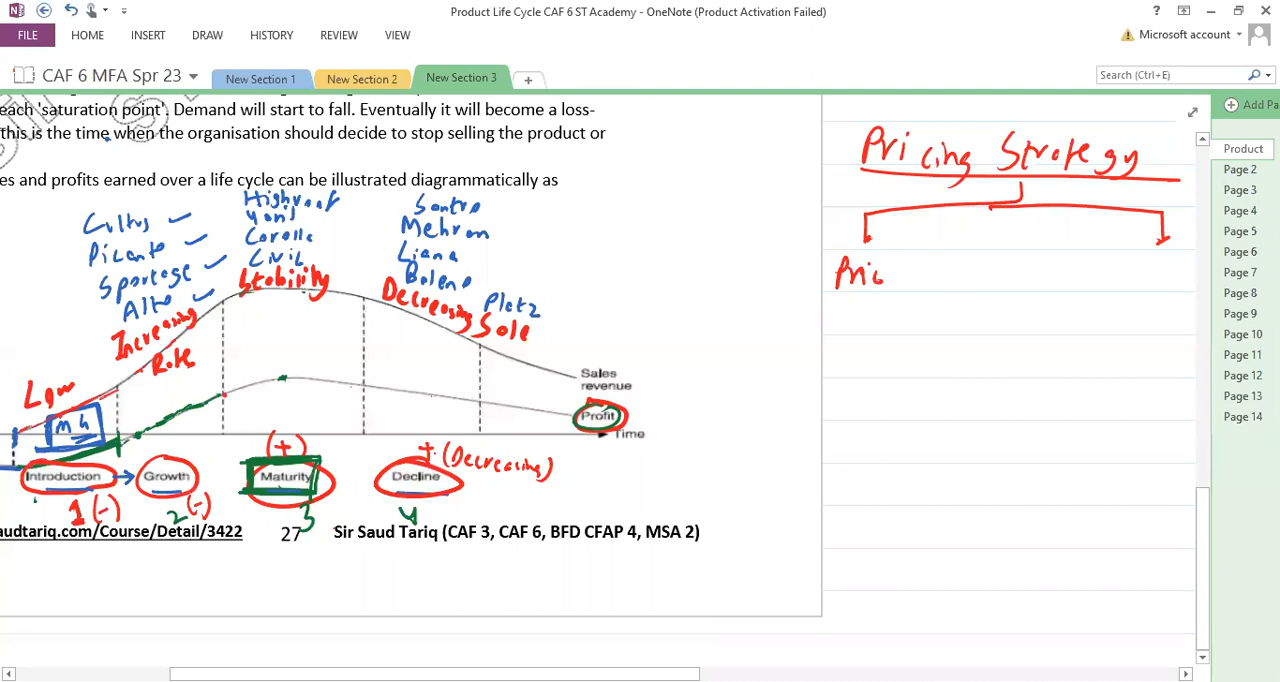 Product Life Cycle CAF 6 ST Academy - OneNote (Product Activation Failed)
FILE HOME INSERT DRAW HISTORY REVIEW VIEW
Microsoft account
CAF 6 MFA Spr 23
New Section 1
New Section 2
New Section 3
Search (Ctrl+E)
Add Pa
each 'saturation point'. Demand will start to fall. Eventually it will become a loss-
this is the time when the organisation should decide to stop selling the product or
es and profits earned over a life cycle can be illustrated diagrammatically as
Cultus
Picanto
Sportage
Alto
Increasing
Rate
Highroof
Yaris
Corolla
Civic
Stability
Santro
Mehran
Liana
Baleno
Platz
Decreasing
Sale
Low
Sales
revenue
Profit
Time
(+)
+ (Decreasing)
Introduction
Growth
Maturity
Decline
1 (-)
2 (-)
3
4
audtariq.com/Course/Detail/3422
27
Sir Saud Tariq (CAF 3, CAF 6, BFD CFAP 4, MSA 2)
Pricing Strategy
Pric
Product
Page 2
Page 3
Page 4
Page 5
Page 6
Page 7
Page 8
Page 9
Page 10
Page 11
Page 12
Page 13
Page 14